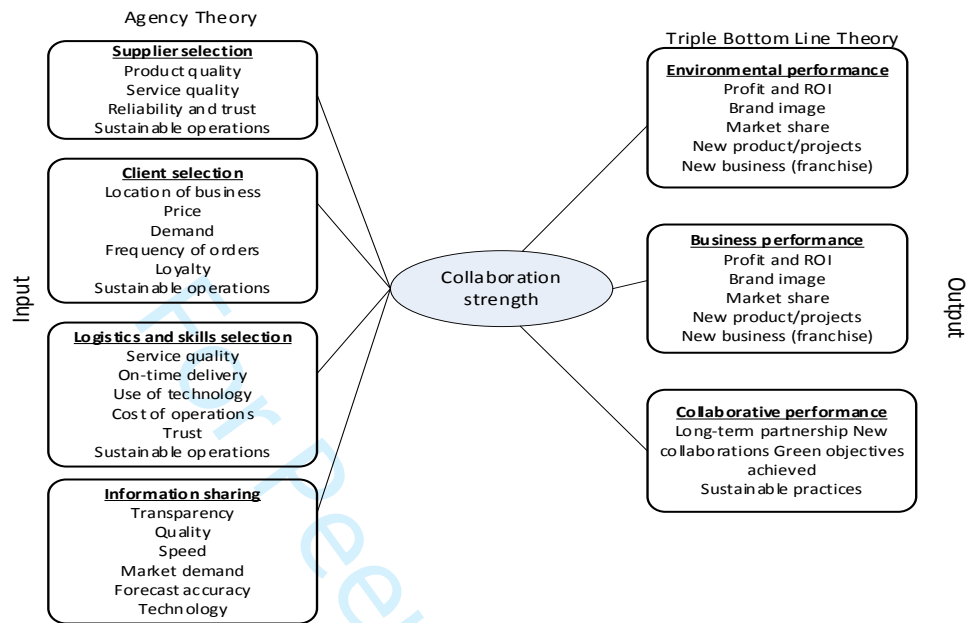 Agency Theory
Supplier selection
Product quality
Service quality
Reliability and trust
Sustainable operations
Client selection
Location of business
Price
Demand
Frequency of orders
Loyalty
Sustainable operations
Logistics and skills selection
Service quality
On-time delivery
Use of technology
Cost of operations
Trust
Sustainable operations
Information sharing
Transparency
Quality
Speed
Market demand
Forecast accuracy
Technology
Input
Collaboration
strength
Triple Bottom Line Theory
Environmental performance
Profit and ROI
Brand image
Market share
New product/projects
New business (franchise)
Business performance
Profit and ROI
Brand image
Market share
New product/projects
New business (franchise)
Collaborative performance
Long-term partnership New
collaborations Green objectives
achieved
Sustainable practices
Output
For Peer